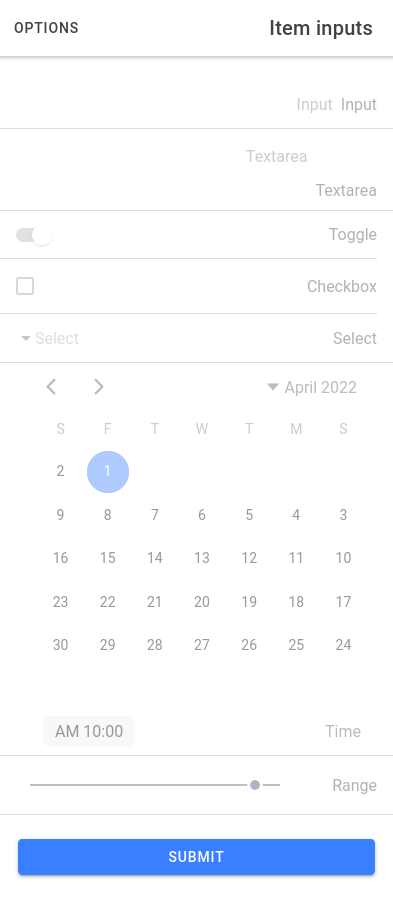 OPTIONS Item inputs
Input Input
Textarea
Textarea
Toggle
Checkbox
Select Select
April 2022
S F T W T M S
2 1
9 8 7 6 5 4 3
16 15 14 13 12 11 10
23 22 21 20 19 18 17
30 29 28 27 26 25 24
AM 10:00 Time
Range
SUBMIT